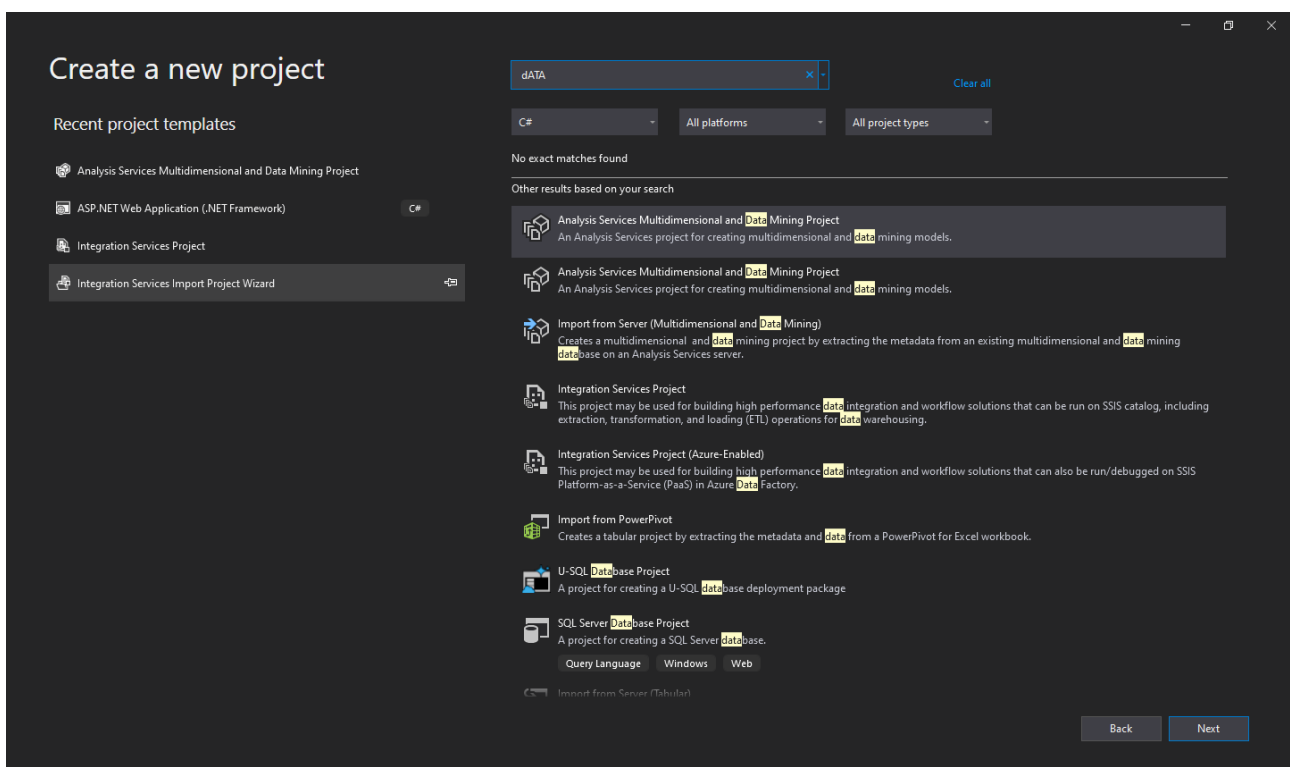 Create a new project
Recent project templates
Analysis Services Multidimensional and Data Mining Project
ASP.NET Web Application (.NET Framework)
C#
Integration Services Project
Integration Services Import Project Wizard
dATA
Clear all
C#
All platforms
All project types
No exact matches found
Other results based on your search
Analysis Services Multidimensional and Data Mining Project
An Analysis Services project for creating multidimensional and data mining models.
Analysis Services Multidimensional and Data Mining Project
An Analysis Services project for creating multidimensional and data mining models.
Import from Server (Multidimensional and Data Mining)
Creates a multidimensional and data mining project by extracting the metadata from an existing multidimensional and data mining
database on an Analysis Services server.
Integration Services Project
This project may be used for building high performance data integration and workflow solutions that can be run on SSIS catalog, including
extraction, transformation, and loading (ETL) operations for data warehousing.
Integration Services Project (Azure-Enabled)
This project may be used for building high performance data integration and workflow solutions that can also be run/debugged on SSIS
Platform-as-a-Service (PaaS) in Azure Data Factory.
Import from PowerPivot
Creates a tabular project by extracting the metadata and data from a PowerPivot for Excel workbook.
U-SQL Database Project
A project for creating a U-SQL database deployment package
SQL Server Database Project
A project for creating a SQL Server database.
Query Language
Windows
Web
Import from Server (Tabular)
Back
Next